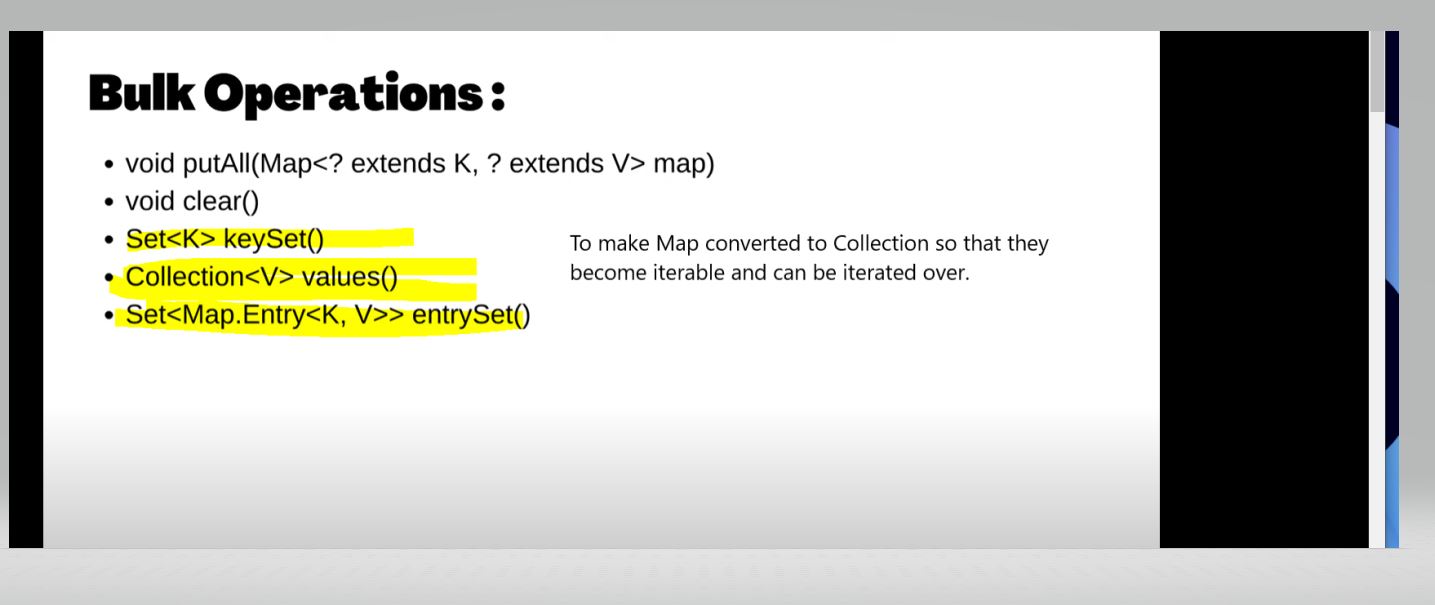 Bulk Operations :
• void putAll(Map<? extends K, ? extends V> map)
• void clear()
• Set<K> keySet()
• Collection<V> values()
• Set<Map.Entry<K, V>> entrySet()
To make Map converted to Collection so that they
become iterable and can be iterated over.